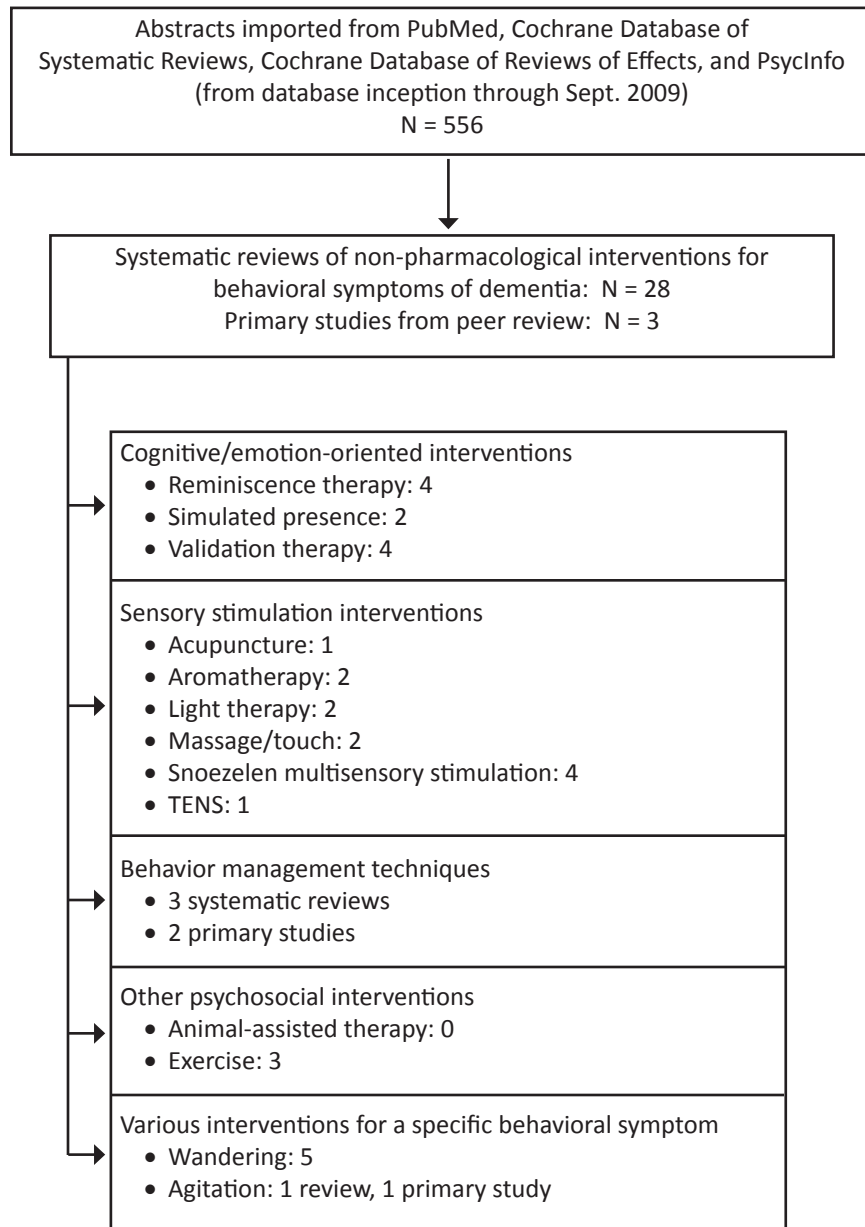 Abstracts imported from PubMed, Cochrane Database of
Systematic Reviews, Cochrane Database of Reviews of Effects, and PsycInfo
(from database inception through Sept. 2009)
N = 556
Systematic reviews of non-pharmacological interventions for
behavioral symptoms of dementia: N = 28
Primary studies from peer review: N = 3
Cognitive/emotion-oriented interventions
• Reminiscence therapy: 4
• Simulated presence: 2
• Validation therapy: 4
Sensory stimulation interventions
• Acupuncture: 1
• Aromatherapy: 2
• Light therapy: 2
• Massage/touch: 2
• Snoezelen multisensory stimulation: 4
• TENS: 1
Behavior management techniques
• 3 systematic reviews
• 2 primary studies
Other psychosocial interventions
• Animal-assisted therapy: 0
• Exercise: 3
Various interventions for a specific behavioral symptom
• Wandering: 5
• Agitation: 1 review, 1 primary study